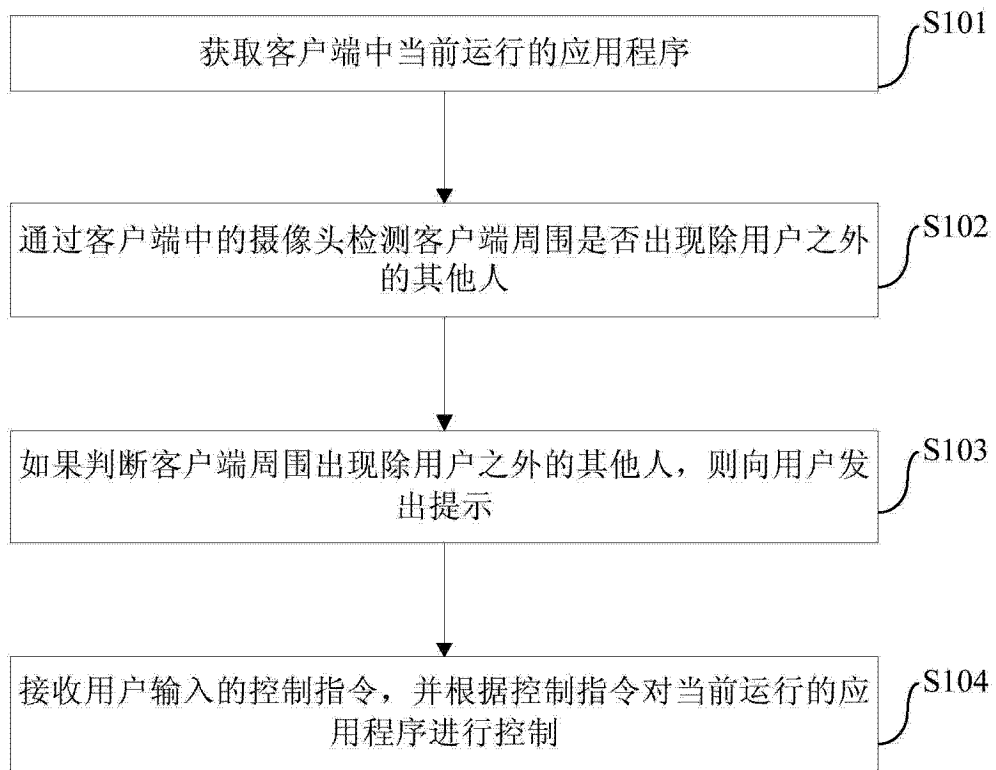 获取客户端中当前运行的应用程序
S101
通过客户端中的摄像头检测客户端周围是否出现除用户之外
的其他人
S102
如果判断客户端周围出现除用户之外的其他人，则向用户发
出提示
S103
接收用户输入的控制指令，并根据控制指令对当前运行的应
用程序进行控制
S104